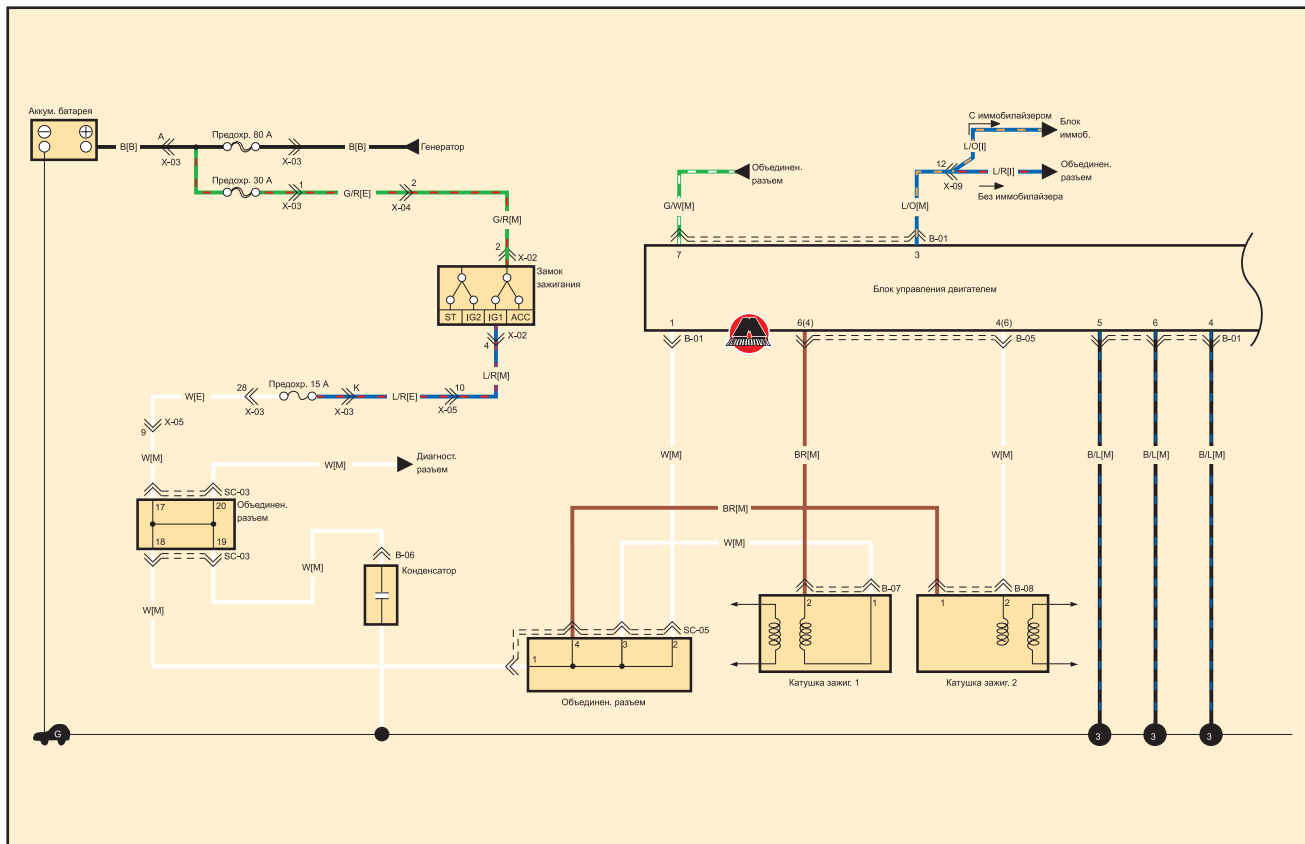 Аккум. батарея
B[B]
A
X-03
Предохр. 80 А
X-03
B[B]
Генератор
Предохр. 30 А
1
X-03
G/R[E]
2
X-04
G/R[M]
2
X-02
Замок
зажигания
ST
IG2
IG1
ACC
4
X-02
L/R[M]
W[E]
28
X-03
Предохр. 15 А
K
X-03
L/R[E]
10
X-05
X-05
9
W[M]
W[M]
Диагност.
разъем
SC-03
17
20
Объединен.
разъем
18
19
SC-03
W[M]
W[M]
B-06
Конденсатор
С иммобилайзером
Блок
иммоб.
L/O[I]
12
X-09
L/R[I]
Объединен.
разъем
Без иммобилайзера
Объединен.
разъем
G/W[M]
L/O[M]
B-01
7
3
Блок управления двигателем
1
6(4)
4(6)
5
6
4
B-01
B-05
B-01
W[M]
BR[M]
W[M]
B/L[M]
B/L[M]
B/L[M]
BR[M]
W[M]
B-07
B-08
2
1
1
2
SC-05
4
3
2
1
Катушка зажиг. 1
Катушка зажиг. 2
Объединен. разъем
G
3
3
3